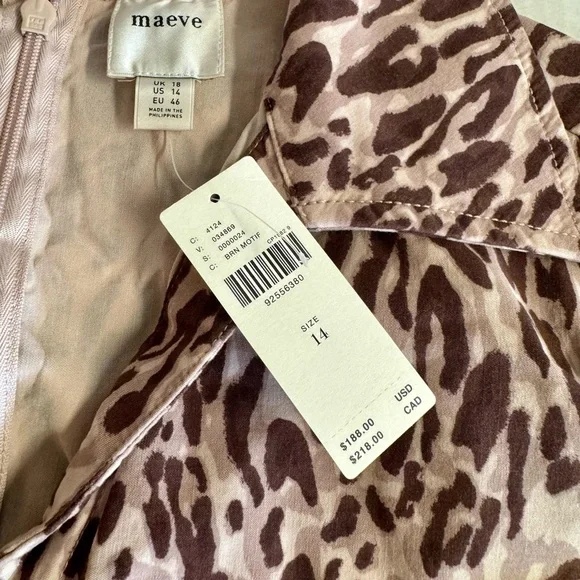 maeve
UK 18
US 14
EU 46
MADE IN THE
PHILIPPINES
C: 4124
V: 034869
S: 0000024
C: BRN MOTIF
92556380
SIZE
14
$188.00 USD
$218.00 CAD